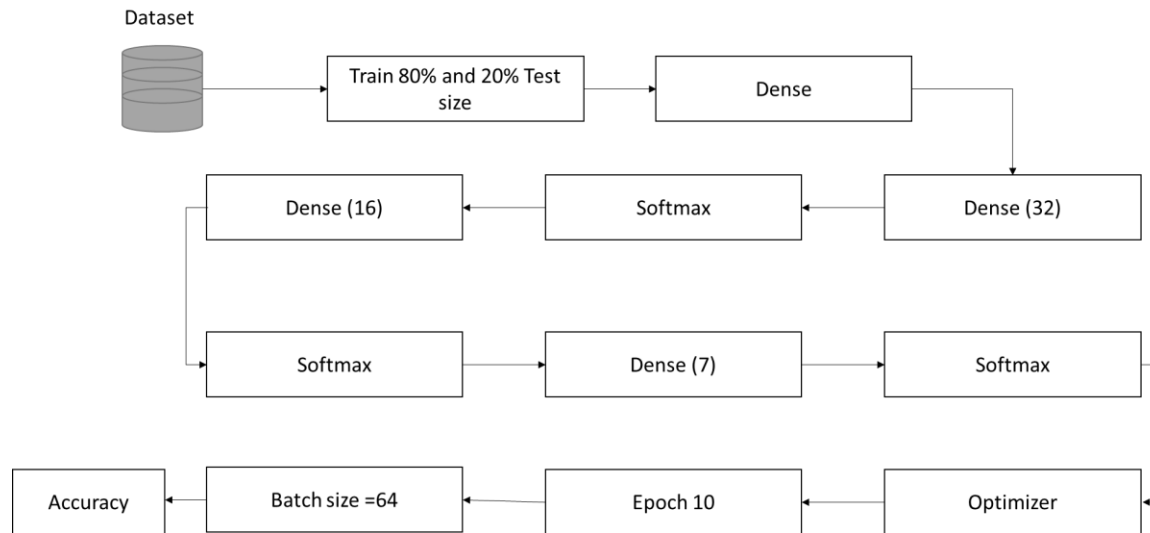 Dataset
Train 80% and 20% Test
size
Dense
Dense (16)
Softmax
Dense (32)
Softmax
Dense (7)
Softmax
Accuracy
Batch size =64
Epoch 10
Optimizer